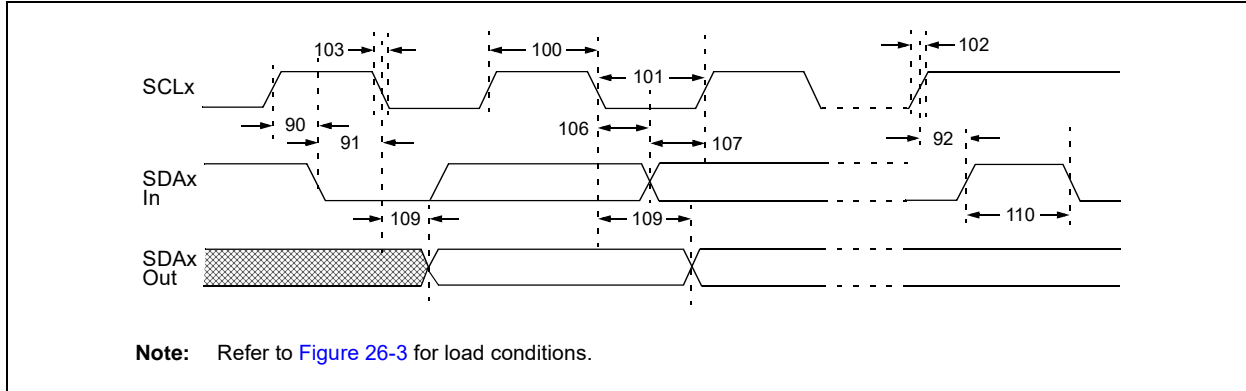 103
100
102
SCLx
101
90
106
91
107
92
SDAx
In
109
109
110
SDAx
Out
Note: Refer to Figure 26-3 for load conditions.